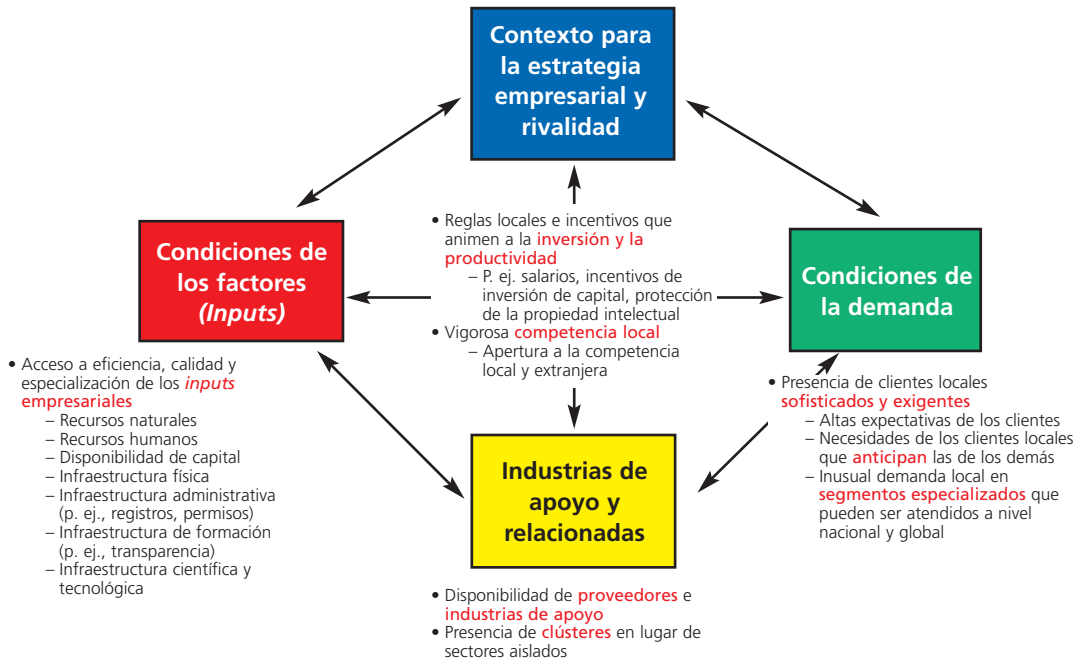 Contexto para
la estrategia
empresarial y
rivalidad
• Reglas locales e incentivos que
animen a la inversión y la
productividad
– P. ej. salarios, incentivos de
inversión de capital, protección
de la propiedad intelectual
• Vigorosa competencia local
– Apertura a la competencia
local y extranjera
Condiciones de
los factores
(Inputs)
• Acceso a eficiencia, calidad y
especialización de los inputs
empresariales
– Recursos naturales
– Recursos humanos
– Disponibilidad de capital
– Infraestructura física
– Infraestructura administrativa
(p. ej., registros, permisos)
– Infraestructura de formación
(p. ej., transparencia)
– Infraestructura científica y
tecnológica
Condiciones de
la demanda
• Presencia de clientes locales
sofisticados y exigentes
– Altas expectativas de los clientes
– Necesidades de los clientes locales
que anticipan las de los demás
– Inusual demanda local en
segmentos especializados que
pueden ser atendidos a nivel
nacional y global
Industrias de
apoyo y
relacionadas
• Disponibilidad de proveedores e
industrias de apoyo
• Presencia de clústeres en lugar de
sectores aislados